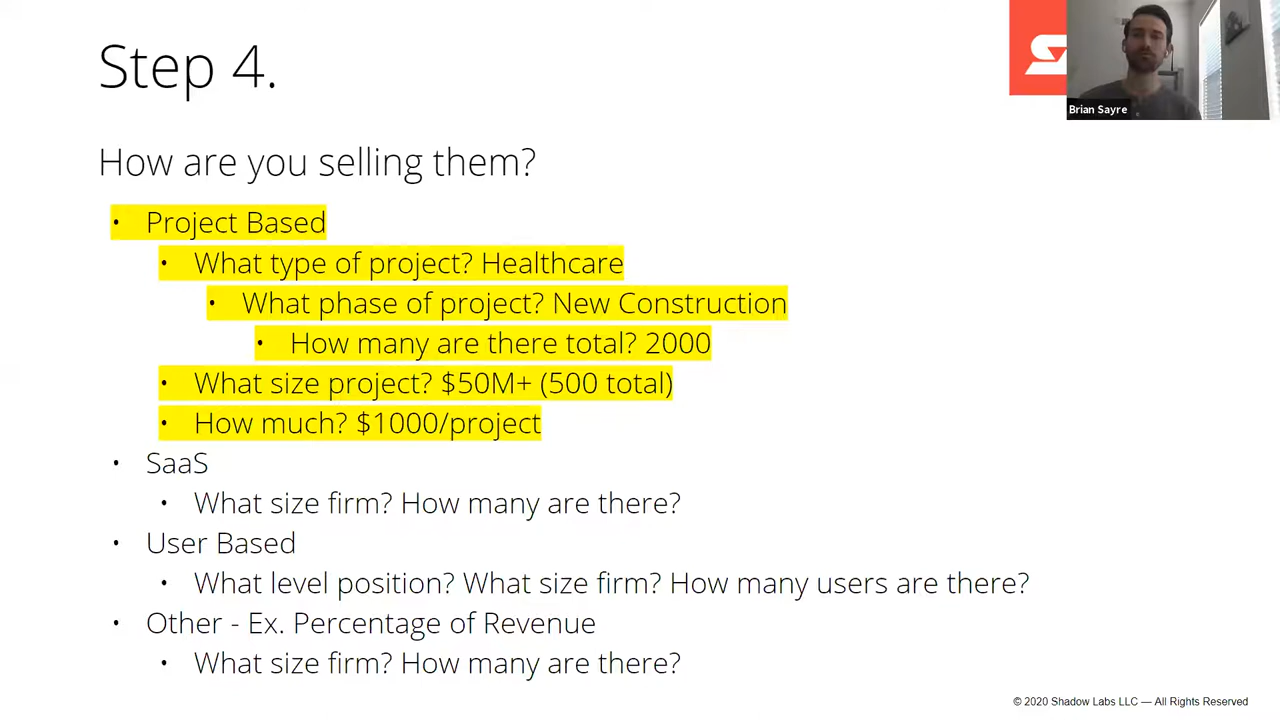 Step 4.
Brian Sayre
How are you selling them?
• Project Based
• What type of project? Healthcare
• What phase of project? New Construction
• How many are there total? 2000
• What size project? $50M+ (500 total)
• How much? $1000/project
• SaaS
• What size firm? How many are there?
• User Based
• What level position? What size firm? How many users are there?
• Other - Ex. Percentage of Revenue
• What size firm? How many are there?
© 2020 Shadow Labs LLC — All Rights Reserved